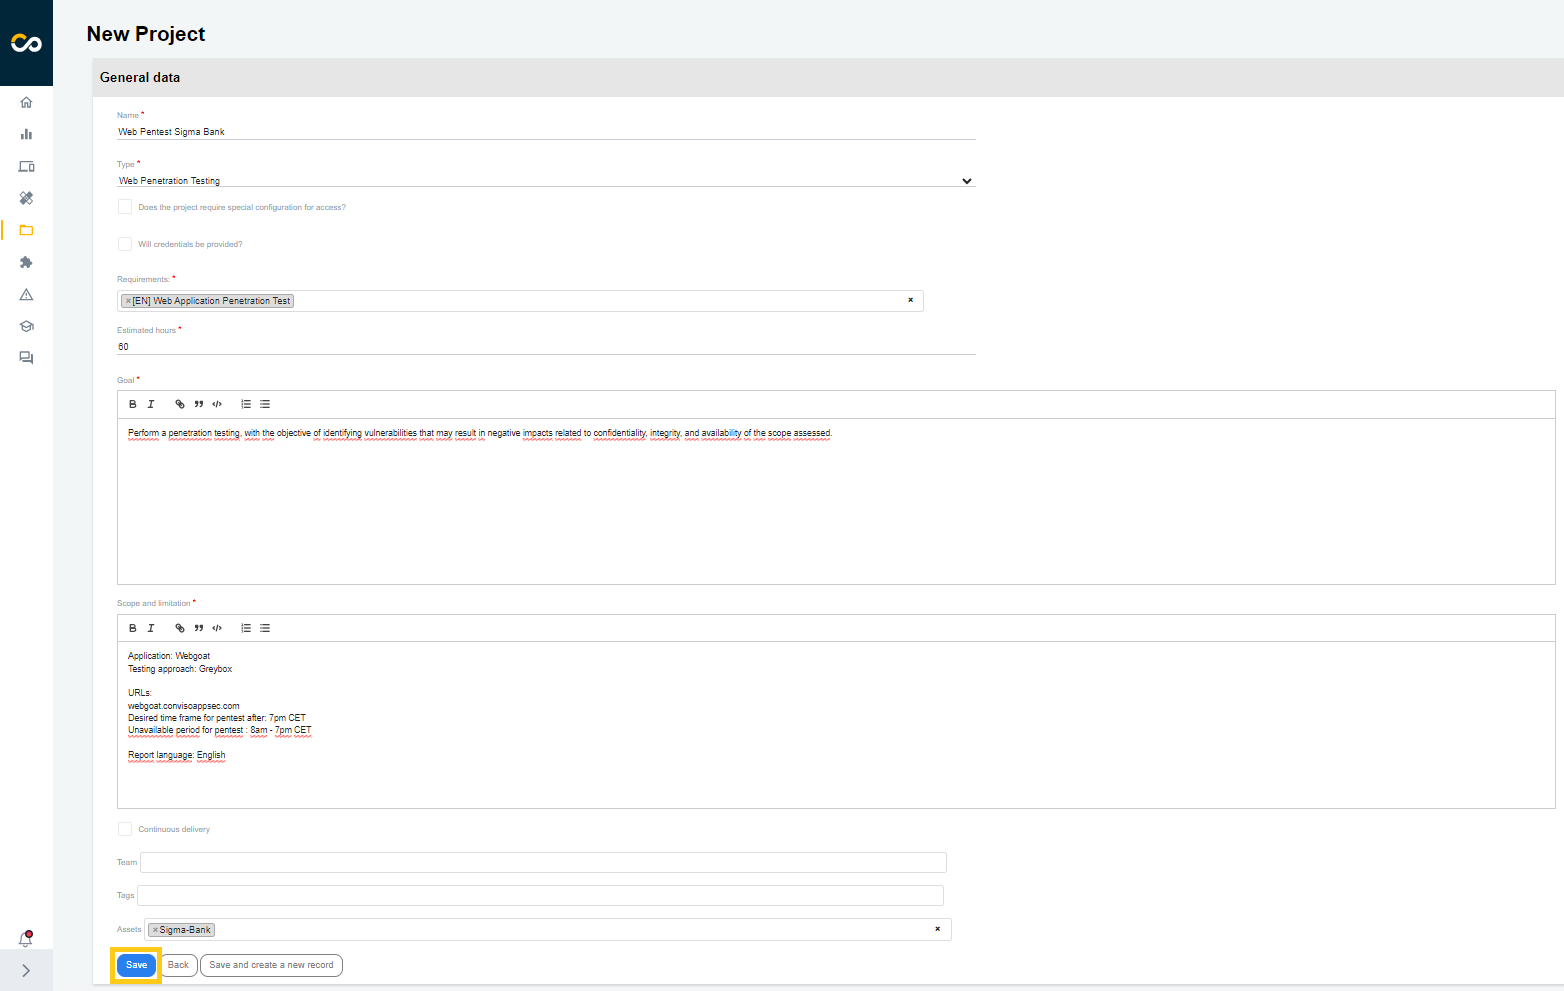 New Project
General data
Name *
Web Pentest Sigma Bank
Type *
Web Penetration Testing
Does the project require special configuration for access?
Will credentials be provided?
Requirements: *
×[EN] Web Application Penetration Test ×
Estimated hours *
60
Goal *
Perform a penetration testing, with the objective of identifying vulnerabilities that may result in negative impacts related to confidentiality, integrity, and availability of the scope assessed.
Scope and limitation *
Application: Webgoat
Testing approach: Greybox
URLs:
webgoat.convisoappsec.com
Desired time frame for pentest after: 7pm CET
Unavailable period for pentest : 8am - 7pm CET
Report language: English
Continuous delivery
Team
Tags
Assets ×Sigma-Bank ×
Save Back Save and create a new record